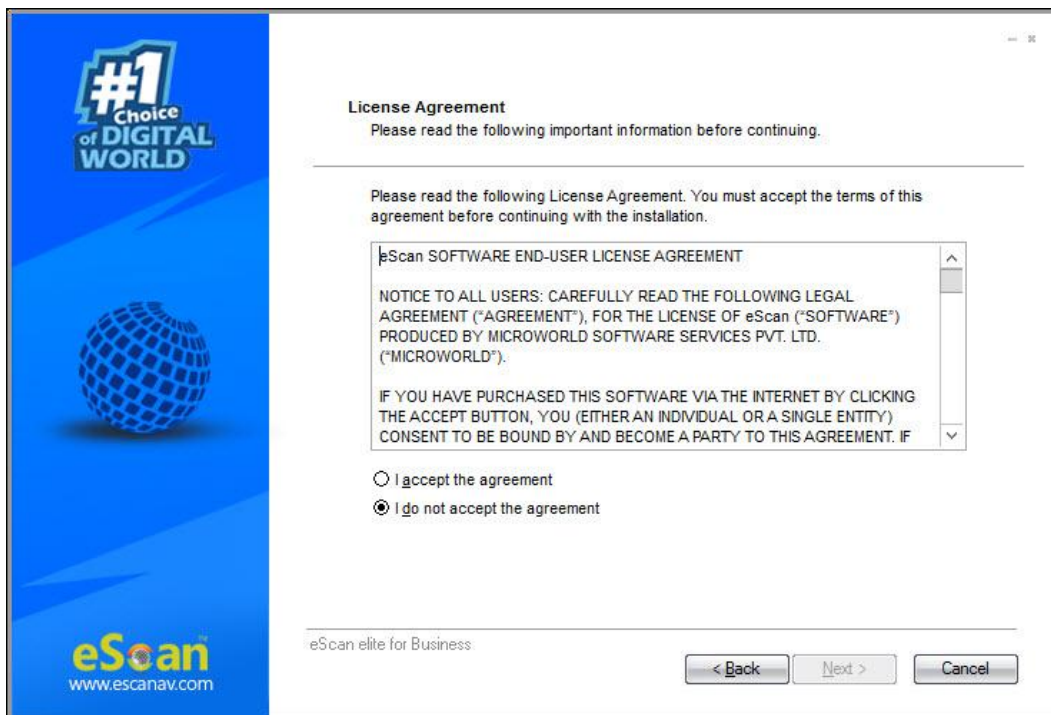 #1
Choice
of DIGITAL
WORLD
License Agreement
Please read the following important information before continuing.
Please read the following License Agreement. You must accept the terms of this
agreement before continuing with the installation.
eScan SOFTWARE END-USER LICENSE AGREEMENT
NOTICE TO ALL USERS: CAREFULLY READ THE FOLLOWING LEGAL
AGREEMENT (“AGREEMENT”), FOR THE LICENSE OF eScan (“SOFTWARE”)
PRODUCED BY MICROWORLD SOFTWARE SERVICES PVT. LTD.
(“MICROWORLD”).
IF YOU HAVE PURCHASED THIS SOFTWARE VIA THE INTERNET BY CLICKING
THE ACCEPT BUTTON, YOU (EITHER AN INDIVIDUAL OR A SINGLE ENTITY)
CONSENT TO BE BOUND BY AND BECOME A PARTY TO THIS AGREEMENT. IF
I accept the agreement
I do not accept the agreement
eScan elite for Business
< Back
Next >
Cancel
eScan™
www.escanav.com